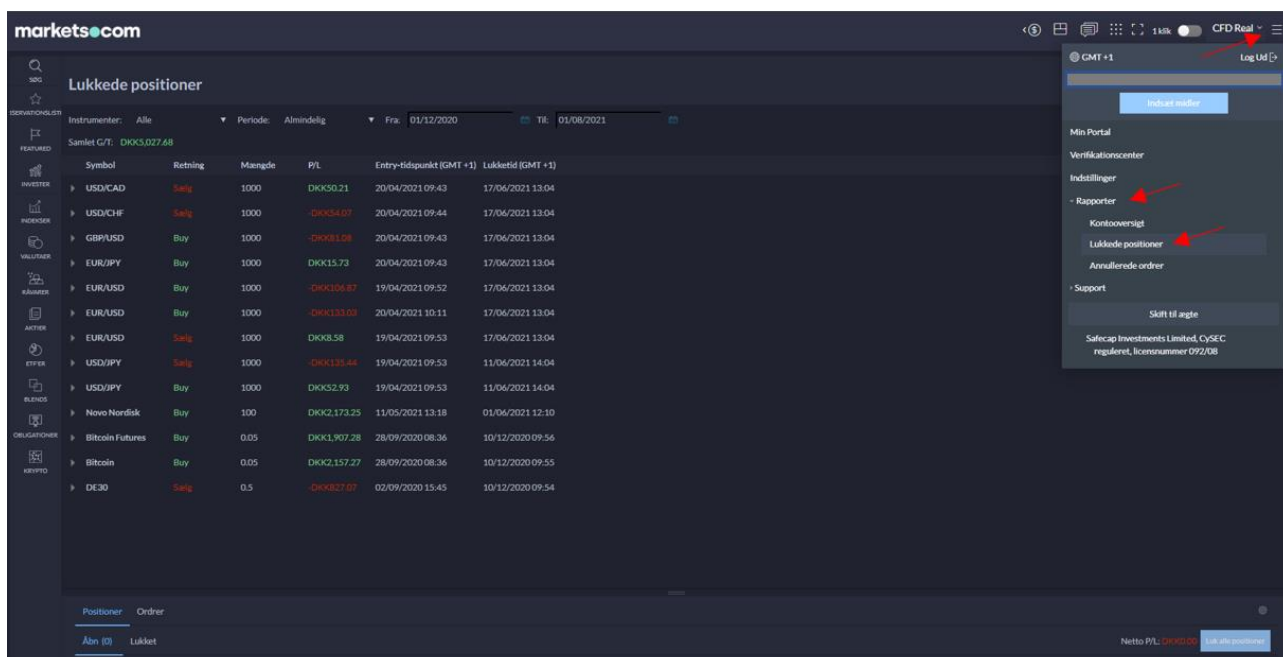 markets.com
1 klik
CFD Real
SØG
ISERVATIONSLISTI
FEATURED
INVESTER
INDEKSER
VALUTAER
RÅVARER
AKTIER
ETF'ER
BLENDS
OBLIGATIONER
KRYPTO
Lukkede positioner
Instrumenter: Alle Periode: Almindelig Fra: 01/12/2020 Til: 01/08/2021
Samlet G/T: DKK5,027.68
Symbol Retning Mængde P/L Entry-tidspunkt (GMT +1) Lukketid (GMT +1)
USD/CAD Sælg 1000 DKK50.21 20/04/2021 09:43 17/06/2021 13:04
USD/CHF Sælg 1000 -DKK54.07 20/04/2021 09:44 17/06/2021 13:04
GBP/USD Buy 1000 -DKK81.08 20/04/2021 09:43 17/06/2021 13:04
EUR/JPY Buy 1000 DKK15.73 20/04/2021 09:43 17/06/2021 13:04
EUR/USD Buy 1000 -DKK106.87 19/04/2021 09:52 17/06/2021 13:04
EUR/USD Buy 1000 -DKK133.03 20/04/2021 10:11 17/06/2021 13:04
EUR/USD Sælg 1000 DKK8.58 19/04/2021 09:53 17/06/2021 13:04
USD/JPY Sælg 1000 -DKK135.44 19/04/2021 09:53 11/06/2021 14:04
USD/JPY Buy 1000 DKK52.93 19/04/2021 09:53 11/06/2021 14:04
Novo Nordisk Buy 100 DKK2,173.25 11/05/2021 13:18 01/06/2021 12:10
Bitcoin Futures Buy 0.05 DKK1,907.28 28/09/2020 08:36 10/12/2020 09:56
Bitcoin Buy 0.05 DKK2,157.27 28/09/2020 08:36 10/12/2020 09:55
DE30 Sælg 0.5 -DKK827.07 02/09/2020 15:45 10/12/2020 09:54
GMT +1 Log Ud
Indsæt midler
Min Portal
Verifikationscenter
Indstillinger
Rapporter
Kontooversigt
Lukkede positioner
Annullerede ordrer
Support
Skift til ægte
Safecap Investments Limited, CySEC
reguleret, licensnummer 092/08
Positioner Ordrer
Åbn (0) Lukket
Netto P/L: DKK0.00 Luk alle positioner